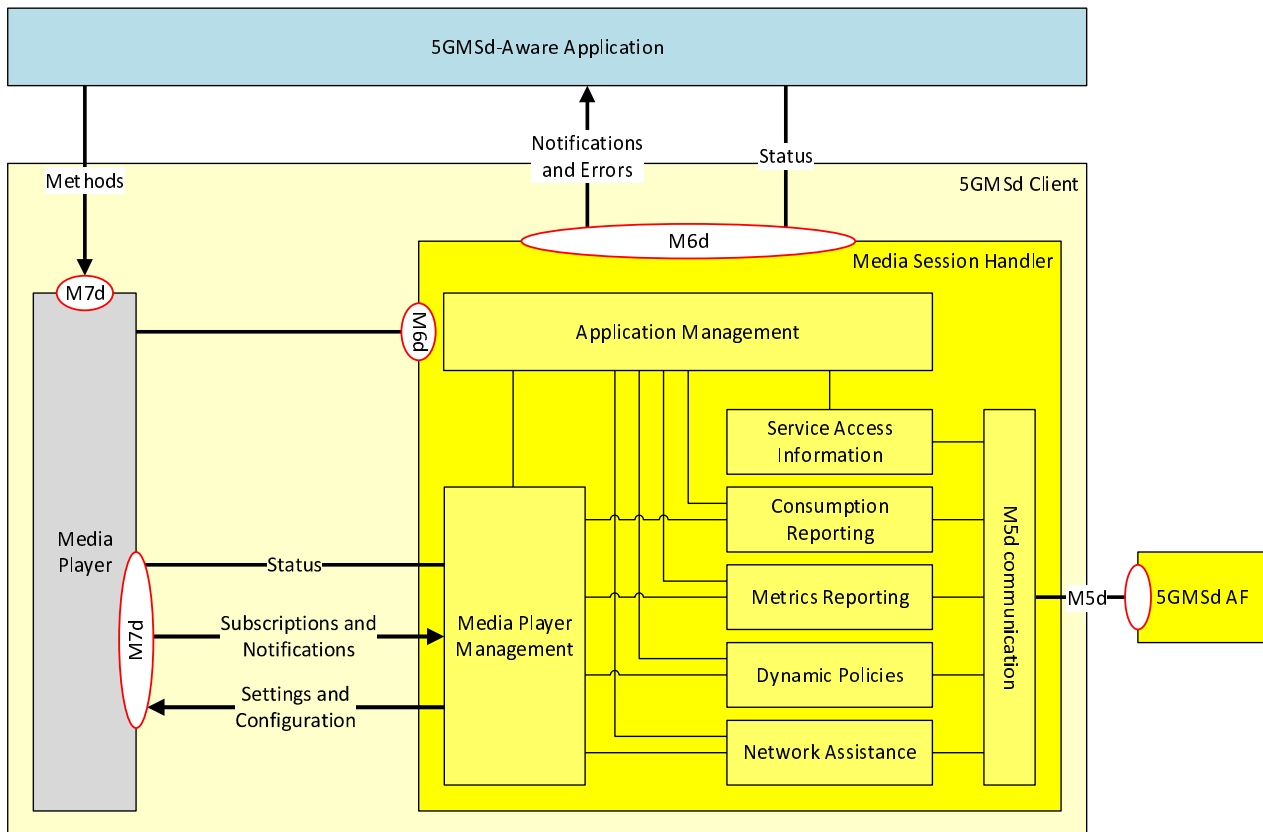 5GMSd-Aware Application
Notifications
and Errors
Status
Methods
5GMSd Client
M6d
Media Session Handler
M7d
M6d
Application Management
Service Access
Information
Consumption
Reporting
M5d communication
Media
Player
Status
Metrics Reporting
M5d
5GMSd AF
M7d
Subscriptions and
Notifications
Media Player
Management
Dynamic Policies
Settings and
Configuration
Network Assistance